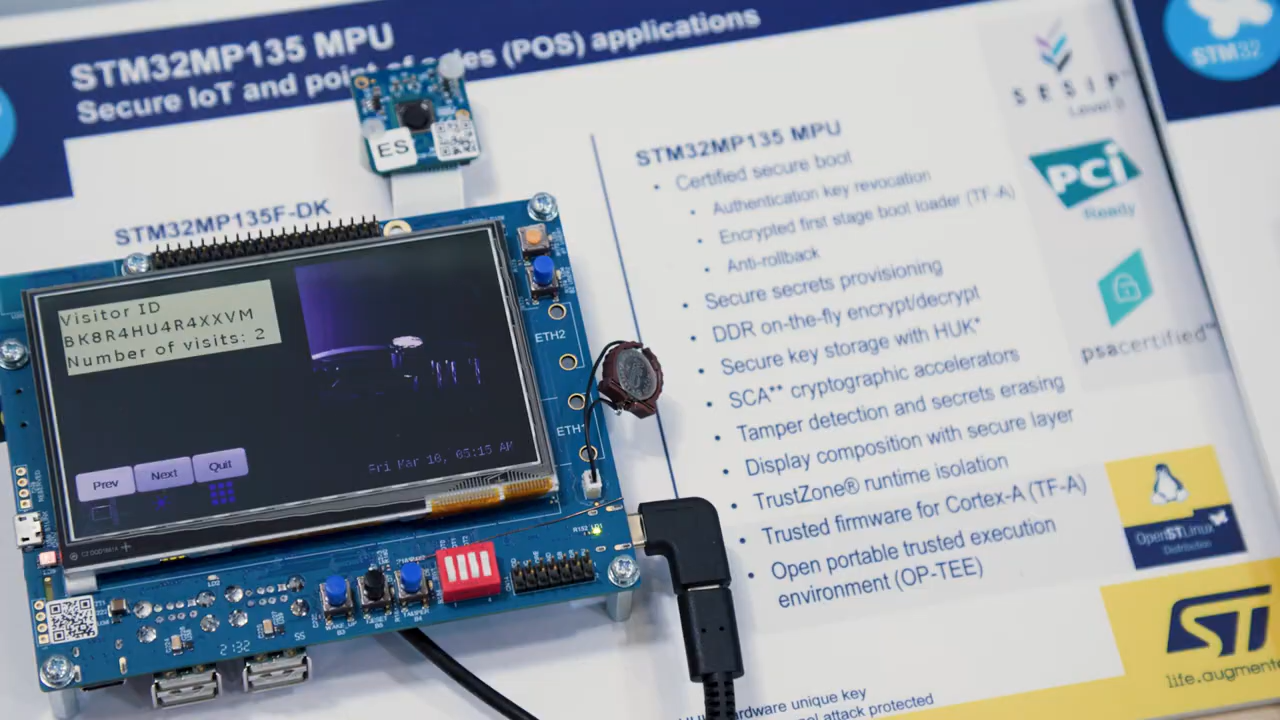 STM32MP135 MPU
Secure IoT and point of sales (POS) applications
STM32
SESIP
Level 3
STM32MP135 MPU
• Certified secure boot
• Authentication key revocation
• Encrypted first stage boot loader (TF-A)
• Anti-rollback
• Secure secrets provisioning
• DDR on-the-fly encrypt/decrypt
• Secure key storage with HUK*
• SCA** cryptographic accelerators
• Tamper detection and secrets erasing
• Display composition with secure layer
• TrustZone® runtime isolation
• Trusted firmware for Cortex-A (TF-A)
• Open portable trusted execution
environment (OP-TEE)
PCI
Ready
psacertified™
OpenSTLinux
Distribution
ST
life.augmented
ardware unique key
attack protected
STM32MP135F-DK
ES
Visitor ID
BK8R4HU4R4XXVM
Number of visits: 2
Prev
Next
Quit
Fri Mar 10, 05:15 AM
ETH2
ETH1
2132